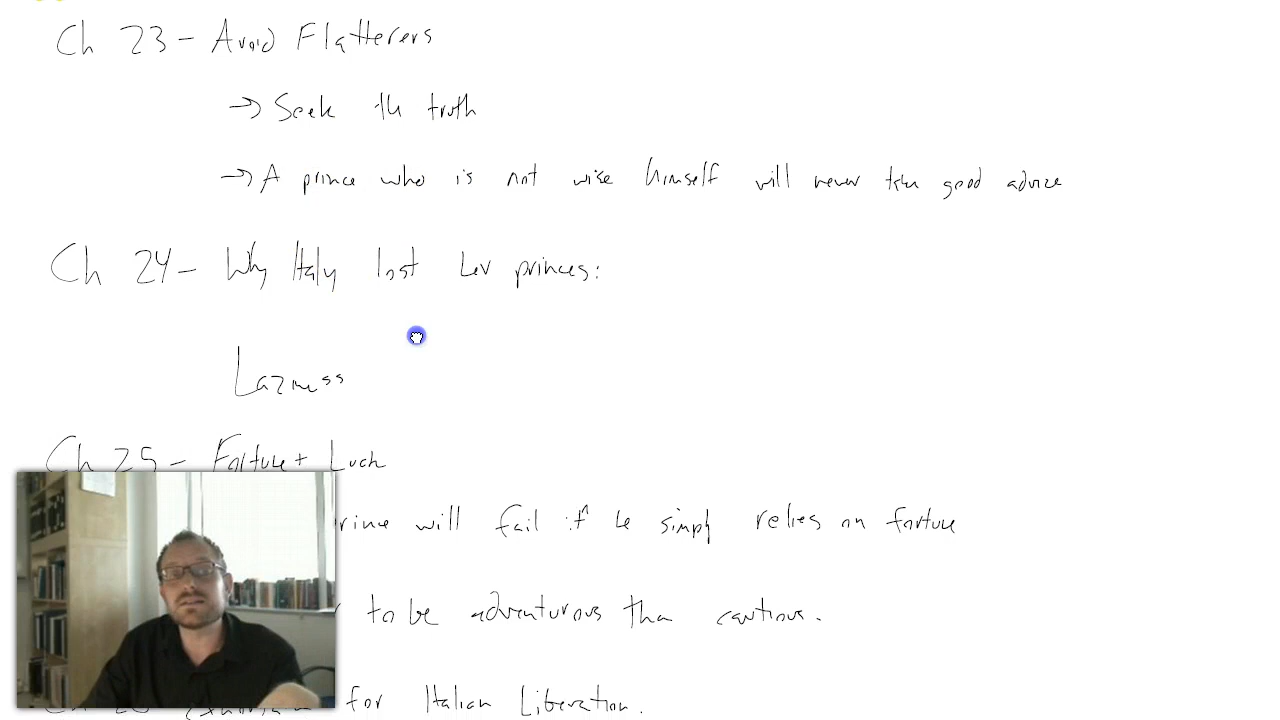 Ch 23 - Avoid Flatterers
→ Seek the truth
→ A prince who is not wise himself will never take good advice
Ch 24 - Why Italy lost her princes:
Laziness
Ch 25 - Fortune + Luck
prince will fail if he simply relies on fortune
to be adventurous than cautious.
for Italian Liberation.